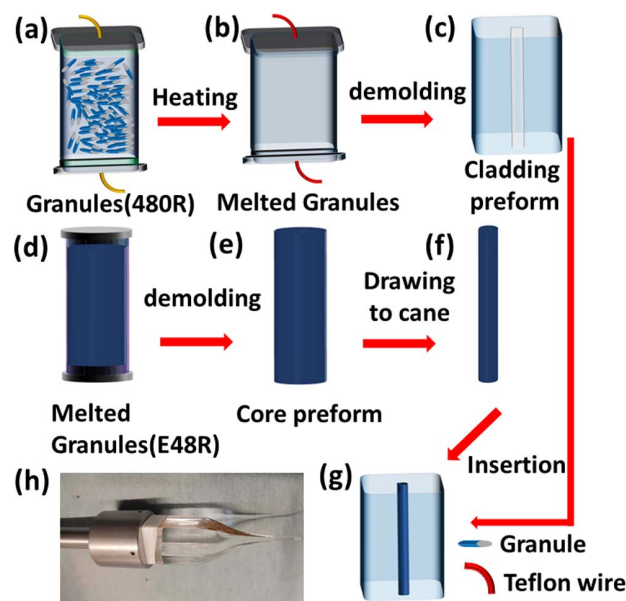 (a)
(b)
(c)
Heating
demolding
Granules(480R)
Melted Granules
Cladding
preform
(d)
(e)
(f)
demolding
Drawing
to cane
Melted
Granules(E48R)
Core preform
Insertion
(h)
(g)
Granule
Teflon wire